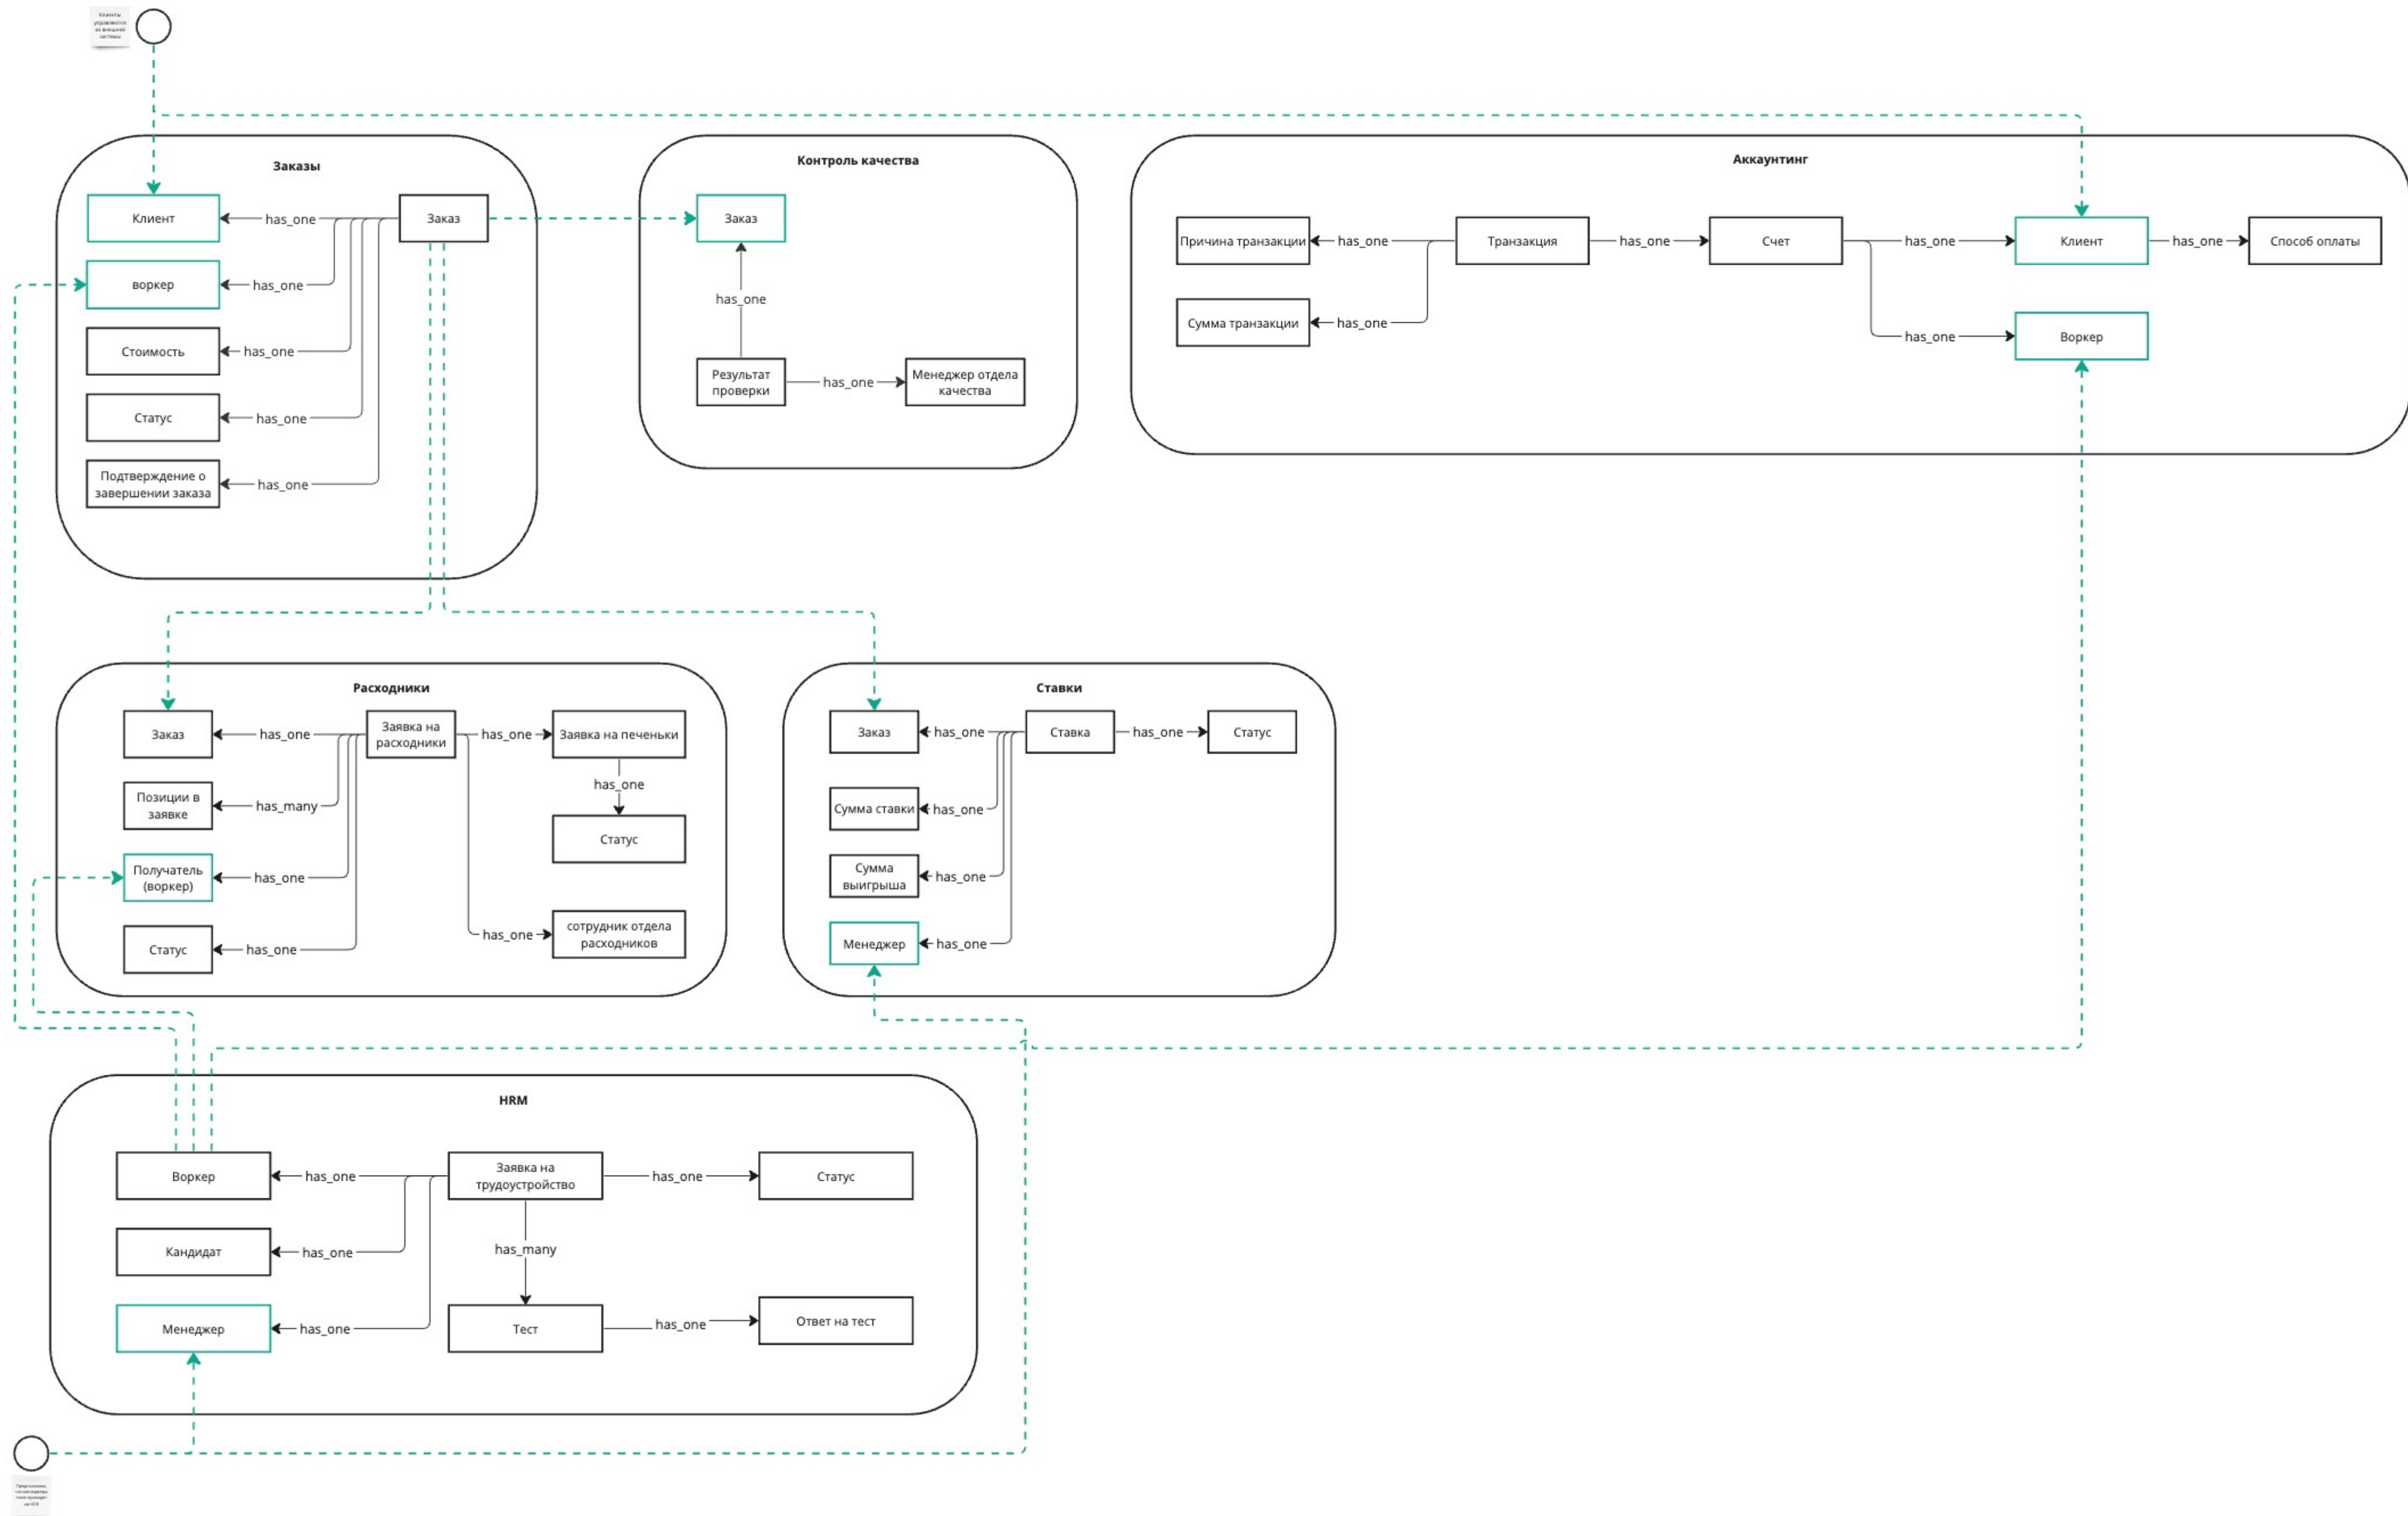 Клиенты
управляются
из внешней
системы
Заказы
Клиент
has_one
Заказ
воркер
has_one
Стоимость
has_one
Статус
has_one
Подтверждение о
завершении заказа
has_one
Контроль качества
Заказ
has_one
Результат
проверки
has_one
Менеджер отдела
качества
Аккаунтинг
Причина транзакции
has_one
Транзакция
has_one
Счет
has_one
Клиент
has_one
Способ оплаты
Сумма транзакции
has_one
has_one
Воркер
Расходники
Заказ
has_one
Заявка на
расходники
has_one
Заявка на печеньки
has_one
Позиции в
заявке
has_many
Статус
Получатель
(воркер)
has_one
Статус
has_one
has_one
сотрудник отдела
расходников
Ставки
Заказ
has_one
Ставка
has_one
Статус
Сумма ставки
has_one
Сумма
выигрыша
has_one
Менеджер
has_one
HRM
Воркер
has_one
Заявка на
трудоустройство
has_one
Статус
Кандидат
has_one
has_many
Менеджер
has_one
Тест
has_one
Ответ на тест